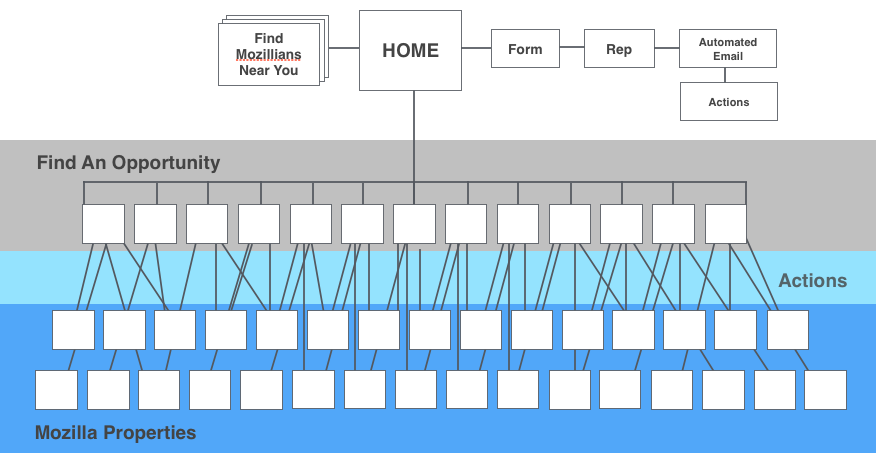 Find
Mozillians
Near You
HOME
Form
Rep
Automated
Email
Actions
Find An Opportunity
Actions
Mozilla Properties